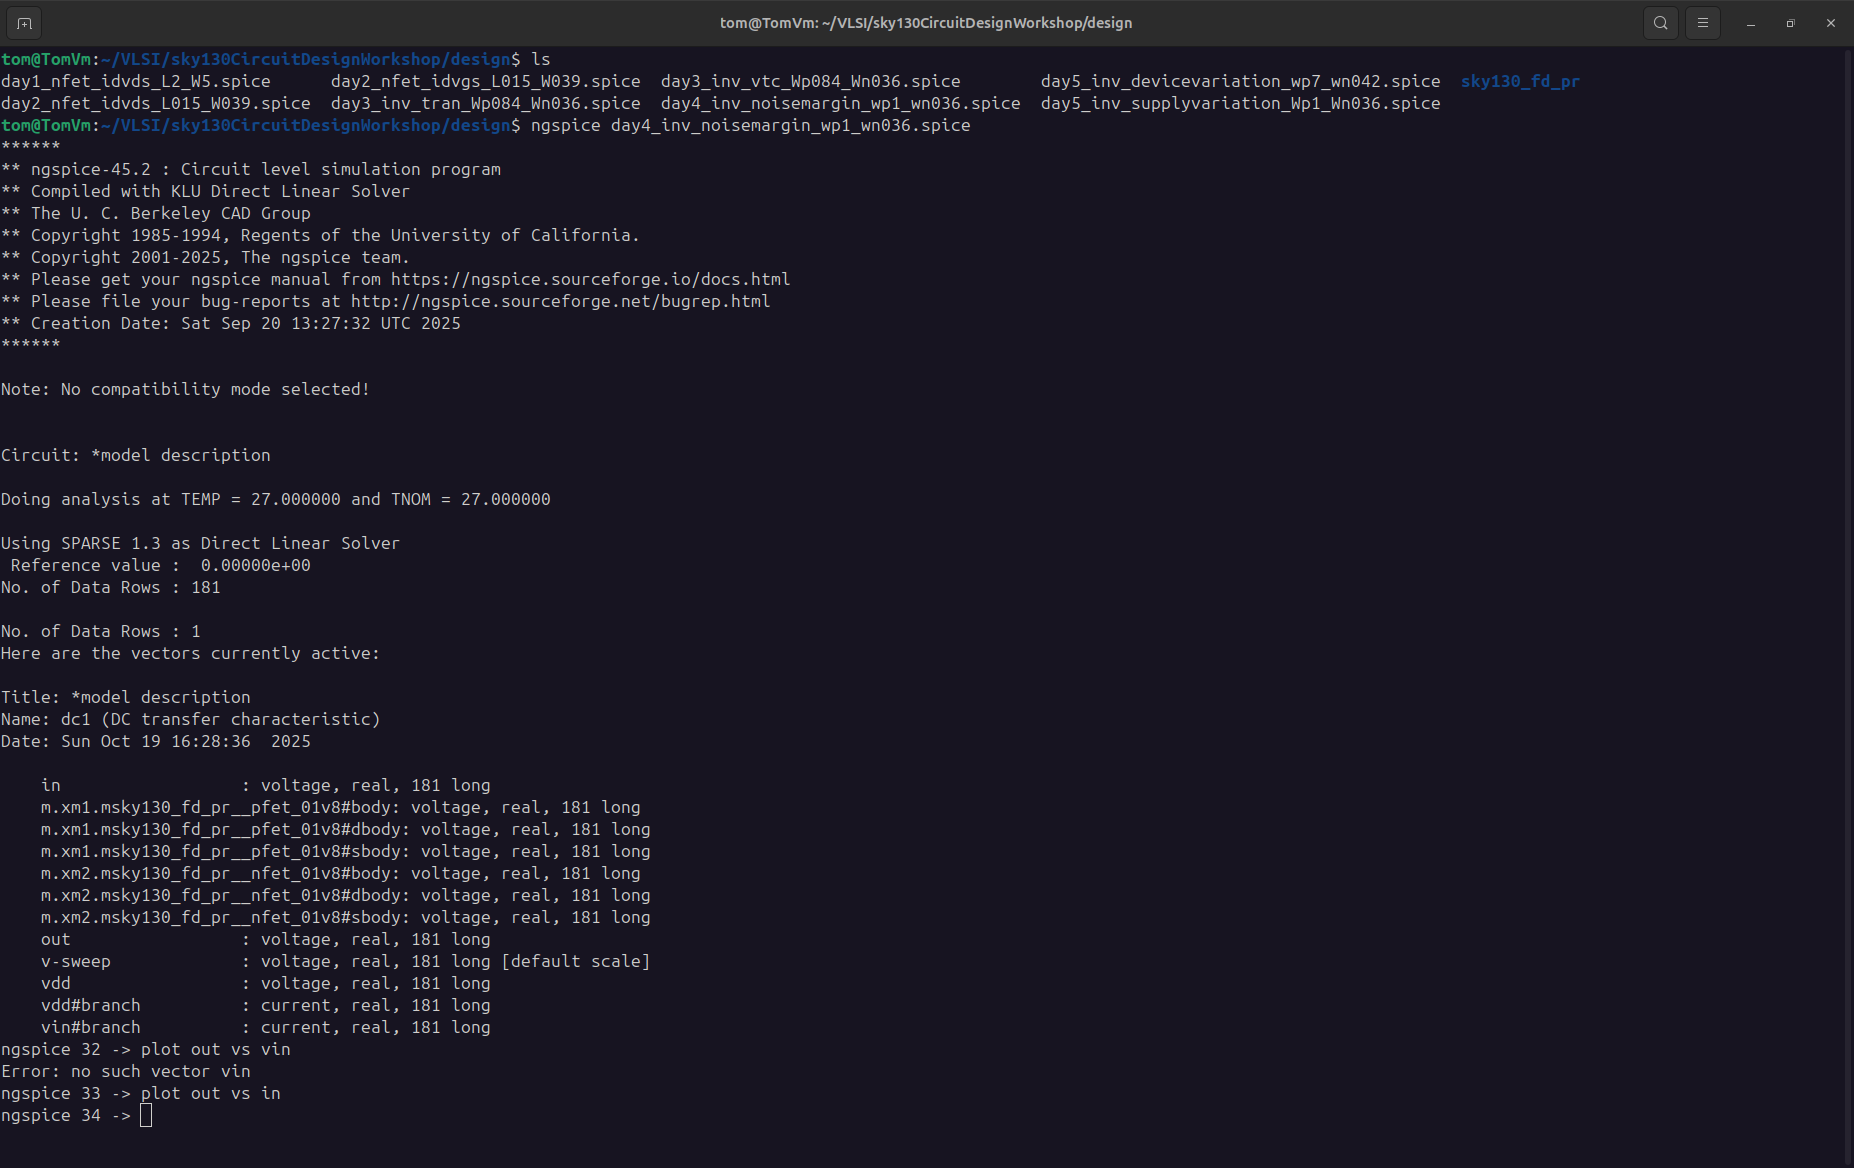 tom@TomVm: ~/VLSI/sky130CircuitDesignWorkshop/design
tom@TomVm:~/VLSI/sky130CircuitDesignWorkshop/design$ ls
day1_nfet_idvds_L2_W5.spice      day2_nfet_idvgs_L015_W039.spice  day3_inv_vtc_Wp084_Wn036.spice        day5_inv_devicevariation_wp7_wn042.spice  sky130_fd_pr
day2_nfet_idvds_L015_W039.spice  day3_inv_tran_Wp084_Wn036.spice  day4_inv_noisemargin_wp1_wn036.spice  day5_inv_supplyvariation_Wp1_Wn036.spice
tom@TomVm:~/VLSI/sky130CircuitDesignWorkshop/design$ ngspice day4_inv_noisemargin_wp1_wn036.spice
******
** ngspice-45.2 : Circuit level simulation program
** Compiled with KLU Direct Linear Solver
** The U. C. Berkeley CAD Group
** Copyright 1985-1994, Regents of the University of California.
** Copyright 2001-2025, The ngspice team.
** Please get your ngspice manual from https://ngspice.sourceforge.io/docs.html
** Please file your bug-reports at http://ngspice.sourceforge.net/bugrep.html
** Creation Date: Sat Sep 20 13:27:32 UTC 2025
******
Note: No compatibility mode selected!
Circuit: *model description
Doing analysis at TEMP = 27.000000 and TNOM = 27.000000
Using SPARSE 1.3 as Direct Linear Solver
 Reference value :  0.00000e+00
No. of Data Rows : 181
No. of Data Rows : 1
Here are the vectors currently active:
Title: *model description
Name: dc1 (DC transfer characteristic)
Date: Sun Oct 19 16:28:36  2025
    in                  : voltage, real, 181 long
    m.xm1.msky130_fd_pr__pfet_01v8#body: voltage, real, 181 long
    m.xm1.msky130_fd_pr__pfet_01v8#dbody: voltage, real, 181 long
    m.xm1.msky130_fd_pr__pfet_01v8#sbody: voltage, real, 181 long
    m.xm2.msky130_fd_pr__nfet_01v8#body: voltage, real, 181 long
    m.xm2.msky130_fd_pr__nfet_01v8#dbody: voltage, real, 181 long
    m.xm2.msky130_fd_pr__nfet_01v8#sbody: voltage, real, 181 long
    out                 : voltage, real, 181 long
    v-sweep             : voltage, real, 181 long [default scale]
    vdd                 : voltage, real, 181 long
    vdd#branch          : current, real, 181 long
    vin#branch          : current, real, 181 long
ngspice 32 -> plot out vs vin
Error: no such vector vin
ngspice 33 -> plot out vs in
ngspice 34 ->